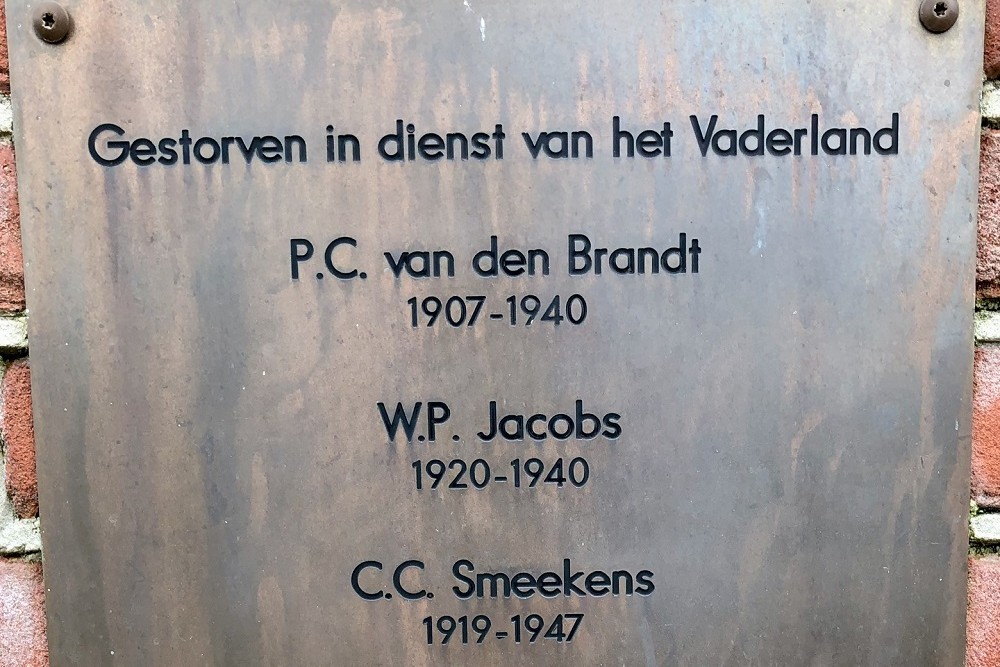 Gestorven in dienst van het Vaderland
P.C. van den Brandt
1907-1940
W.P. Jacobs
1920-1940
C.C. Smeekens
1919-1947